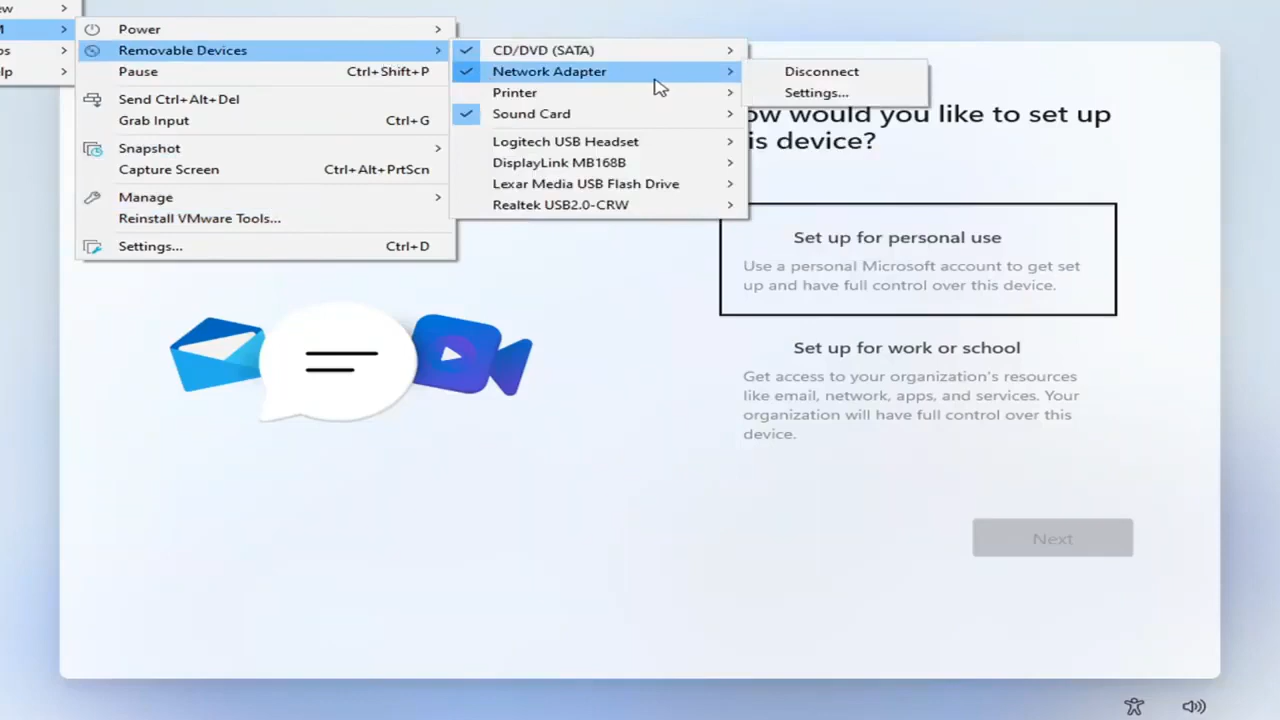 Power
Removable Devices
Pause Ctrl+Shift+P
Send Ctrl+Alt+Del
Grab Input Ctrl+G
Snapshot
Capture Screen Ctrl+Alt+PrtScn
Manage
Reinstall VMware Tools...
Settings... Ctrl+D
CD/DVD (SATA)
Network Adapter
Printer
Sound Card
Logitech USB Headset
DisplayLink MB168B
Lexar Media USB Flash Drive
Realtek USB2.0-CRW
Disconnect
Settings...
ow would you like to set up
is device?
Set up for personal use
Use a personal Microsoft account to get set
up and have full control over this device.
Set up for work or school
Get access to your organization's resources
like email, network, apps, and services. Your
organization will have full control over this
device.
Next